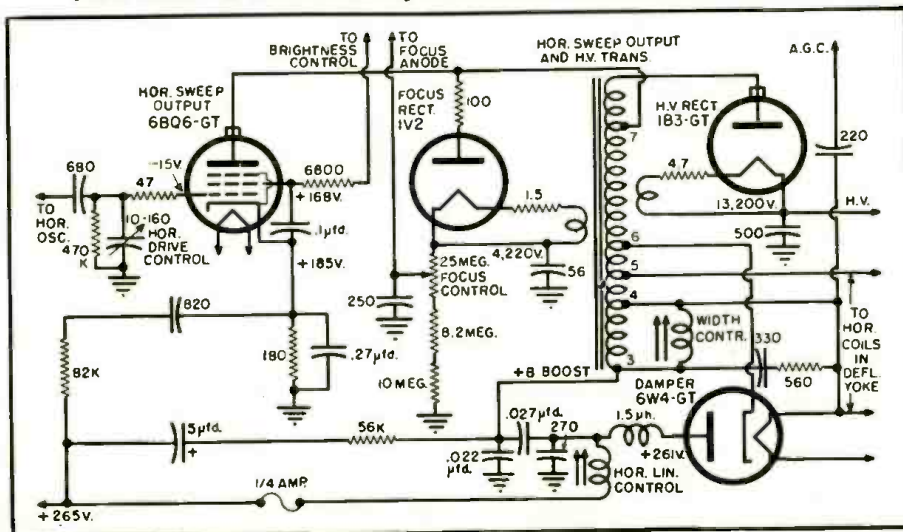 TO
BRIGHTNESS
CONTROL
TO
FOCUS
ANODE
HOR. SWEEP OUTPUT
AND H.V. TRANS.
A.G.C.
HOR. SWEEP
OUTPUT
6BQ6-GT
FOCUS
RECT.
1V2
100
7
H.V. RECT
1B3-GT
220
680
-15V.
47
6800
+168V.
1.5
4.7
13,200V.
H.V.
TO
HOR.
OSC.
470
K
10-160
HOR.
DRIVE
CONTROL
.1µfd.
+185V.
4,220V.
25MEG.
FOCUS
CONTROL
56
6
5
4
3
500
250
820
82K
180
.27µfd.
8.2MEG.
10 MEG.
WIDTH
CONTR.
330
560
TO
HOR.
COILS
IN
DEFL.
YOKE
+B BOOST
DAMPER
6W4-GT
5µfd.
+
56K
.027µfd.
.022
µfd.
270
1.5µh.
+261V.
HOR. LIN.
CONTROL
1/4 AMP.
+265V.